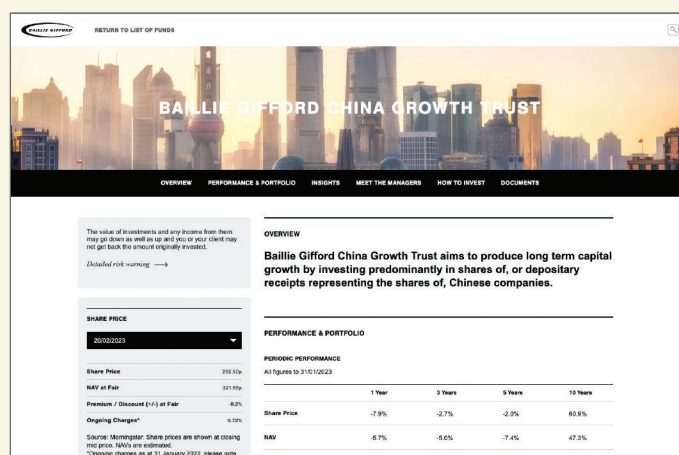 BAILLIE GIFFORD
RETURN TO LIST OF FUNDS
BAILLIE GIFFORD CHINA GROWTH TRUST
OVERVIEW PERFORMANCE & PORTFOLIO INSIGHTS MEET THE MANAGERS HOW TO INVEST DOCUMENTS
The value of investments and any income from them
may go down as well as up and you or your client may
not get back the amount originally invested.
Detailed risk warning →
SHARE PRICE
20/02/2023
Share Price 292.50p
NAV at Fair 321.99p
Premium / Discount (+/-) at Fair -9.2%
Ongoing Charges* 0.72%
Source: Morningstar. Share prices are shown at closing
mid price. NAVs are estimated.
*Ongoing charges as at 31 January 2022, please note
OVERVIEW
Baillie Gifford China Growth Trust aims to produce long term capital
growth by investing predominantly in shares of, or depositary
receipts representing the shares of, Chinese companies.
PERFORMANCE & PORTFOLIO
PERIODIC PERFORMANCE
All figures to 31/01/2023
1 Year 3 Years 5 Years 10 Years
Share Price -7.9% -2.7% -2.0% 60.9%
NAV -5.7% -5.0% -7.4% 47.3%